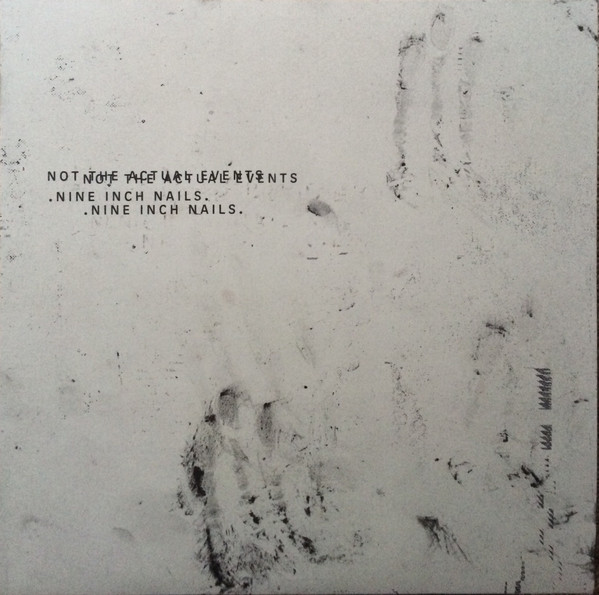 NOT THE ACTUAL EVENTS
NOT THE ACTUAL EVENTS
.NINE INCH NAILS.
.NINE INCH NAILS.